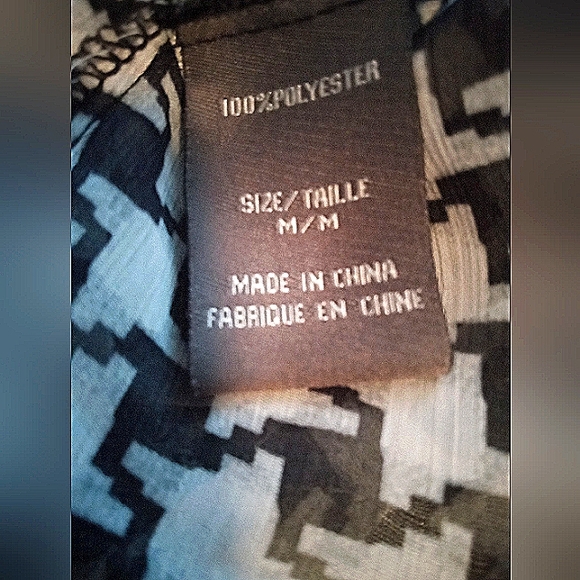 100%POLYESTER
SIZE/TAILLE
M/M
MADE IN CHINA
FABRIQUE EN CHINE